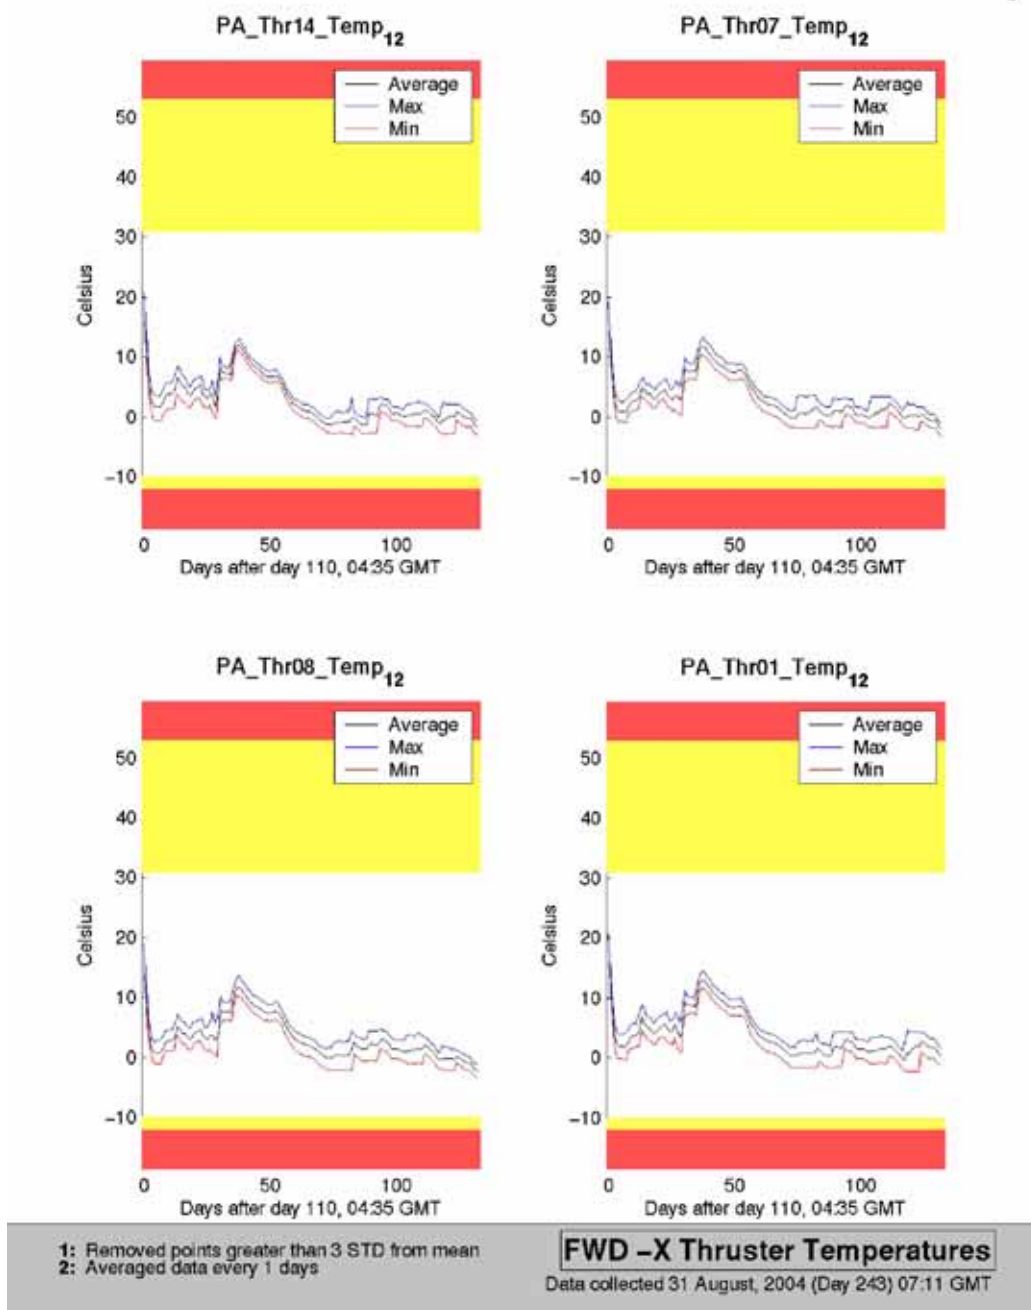 PA_Thr14_Temp12
PA_Thr07_Temp12
Average
Max
Min
Average
Max
Min
50
40
30
20
10
0
−10
Celsius
50
40
30
20
10
0
−10
Celsius
0 50 100
Days after day 110, 04:35 GMT
0 50 100
Days after day 110, 04:35 GMT
PA_Thr08_Temp12
PA_Thr01_Temp12
Average
Max
Min
Average
Max
Min
50
40
30
20
10
0
−10
Celsius
50
40
30
20
10
0
−10
Celsius
0 50 100
Days after day 110, 04:35 GMT
0 50 100
Days after day 110, 04:35 GMT
1: Removed points greater than 3 STD from mean
2: Averaged data every 1 days
FWD −X Thruster Temperatures
Data collected 31 August, 2004 (Day 243) 07:11 GMT